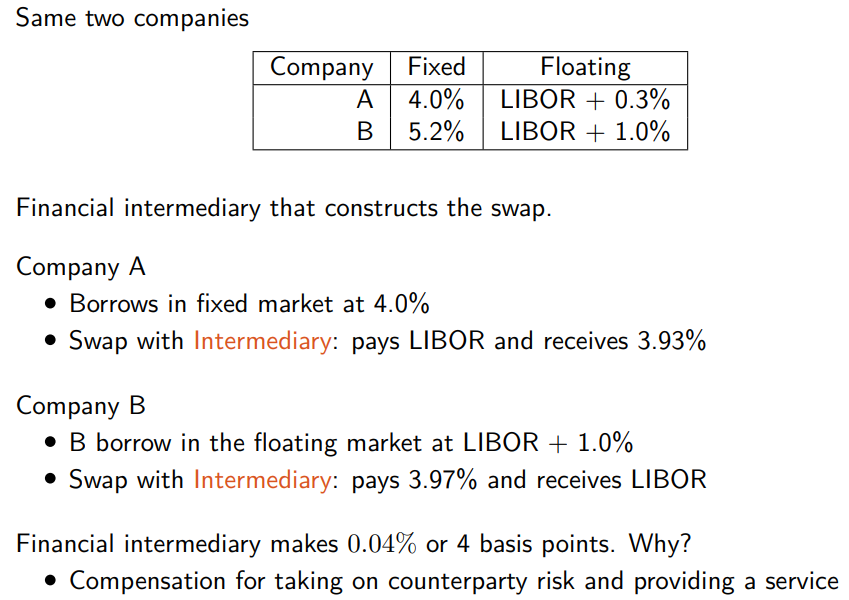 Same two companies
Company Fixed Floating
A 4.0% LIBOR + 0.3%
B 5.2% LIBOR + 1.0%
Financial intermediary that constructs the swap.
Company A
• Borrows in fixed market at 4.0%
• Swap with Intermediary: pays LIBOR and receives 3.93%
Company B
• B borrow in the floating market at LIBOR + 1.0%
• Swap with Intermediary: pays 3.97% and receives LIBOR
Financial intermediary makes 0.04% or 4 basis points. Why?
• Compensation for taking on counterparty risk and providing a service